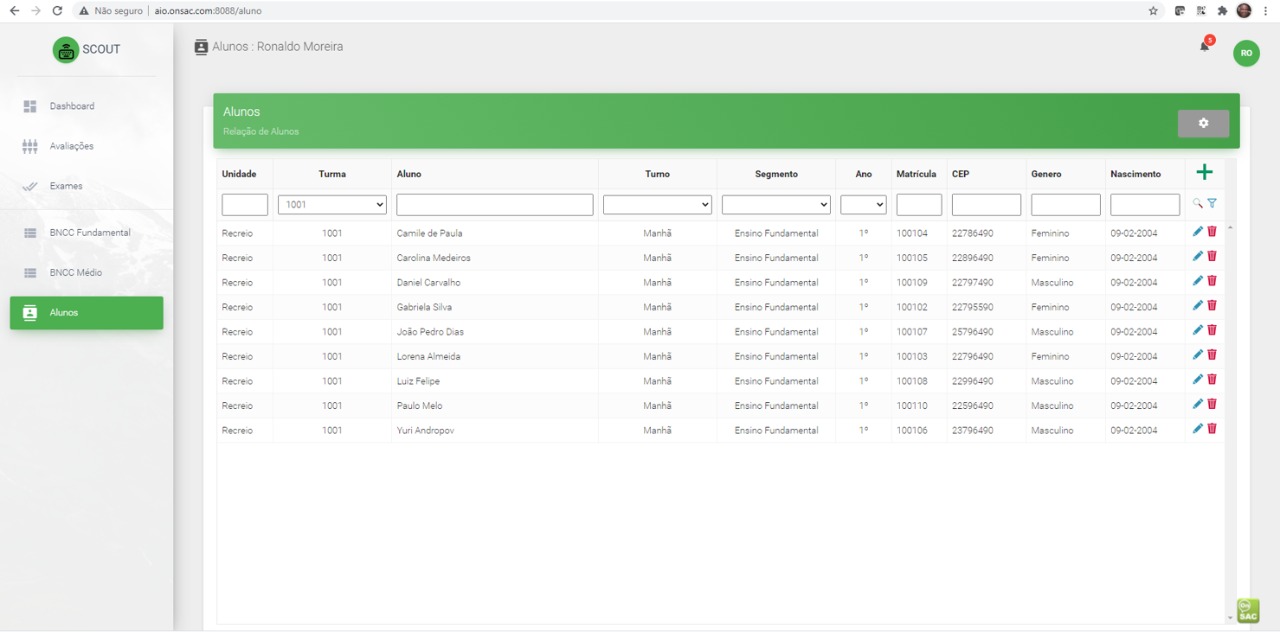 Não seguro | aio.onsac.com:8088/aluno
SCOUT
Alunos : Ronaldo Moreira
5
RO
Dashboard
Avaliações
Exames
BNCC Fundamental
BNCC Médio
Alunos
Alunos
Relação de Alunos
Unidade Turma Aluno Turno Segmento Ano Matrícula CEP Genero Nascimento
1001
Recreio 1001 Camile de Paula Manhã Ensino Fundamental 1º 100104 22786490 Feminino 09-02-2004
Recreio 1001 Carolina Medeiros Manhã Ensino Fundamental 1º 100105 22896490 Feminino 09-02-2004
Recreio 1001 Daniel Carvalho Manhã Ensino Fundamental 1º 100109 22797490 Masculino 09-02-2004
Recreio 1001 Gabriela Silva Manhã Ensino Fundamental 1º 100102 22795590 Feminino 09-02-2004
Recreio 1001 João Pedro Dias Manhã Ensino Fundamental 1º 100107 25796490 Masculino 09-02-2004
Recreio 1001 Lorena Almeida Manhã Ensino Fundamental 1º 100103 22796490 Feminino 09-02-2004
Recreio 1001 Luiz Felipe Manhã Ensino Fundamental 1º 100108 22996490 Masculino 09-02-2004
Recreio 1001 Paulo Melo Manhã Ensino Fundamental 1º 100110 22596490 Masculino 09-02-2004
Recreio 1001 Yuri Andropov Manhã Ensino Fundamental 1º 100106 23796490 Masculino 09-02-2004
On
SAC